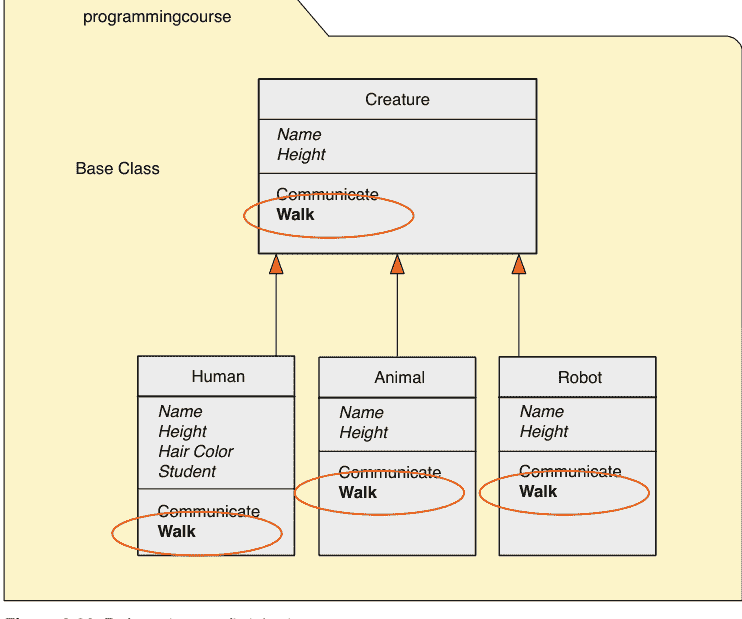 programmingcourse
Creature
Name
Height
Base Class
Communicate
Walk
Human
Name
Height
Hair Color
Student
Communicate
Walk
Animal
Name
Height
Communicate
Walk
Robot
Name
Height
Communicate
Walk